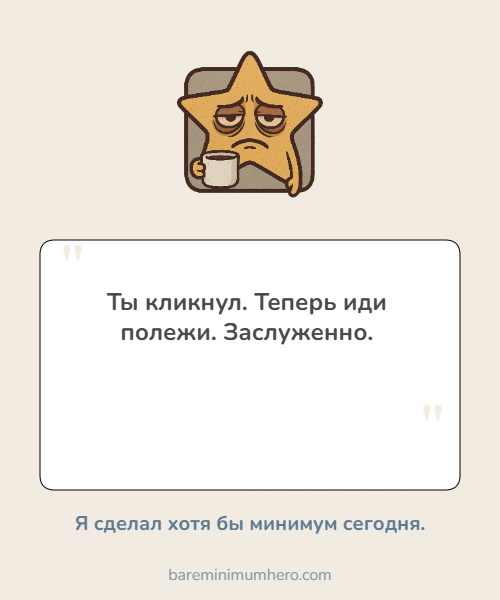 "
Ты кликнул. Теперь иди
полежи. Заслуженно.
"
Я сделал хотя бы минимум сегодня.
bareminimumhero.com